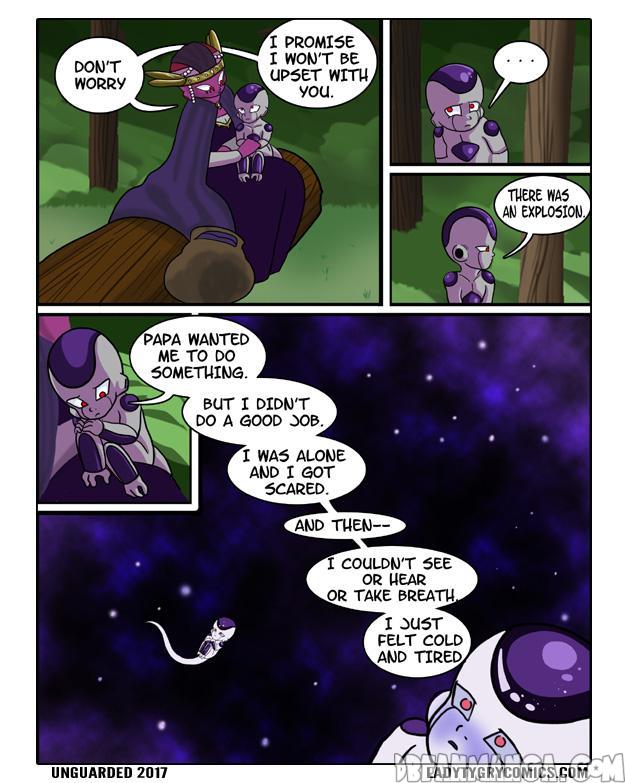 DON'T
WORRY
I PROMISE
I WON'T BE
UPSET WITH
YOU.
...
THERE WAS
AN EXPLOSION.
PAPA WANTED
ME TO DO
SOMETHING.
BUT I DIDN'T
DO A GOOD JOB.
I WAS ALONE
AND I GOT
SCARED.
AND THEN--
I COULDN'T SEE
OR HEAR
OR TAKE BREATH.
I JUST
FELT COLD
AND TIRED
UNGUARDED 2017
LADYTYGRYCOMICS.COM
DBFANMANGA.COM